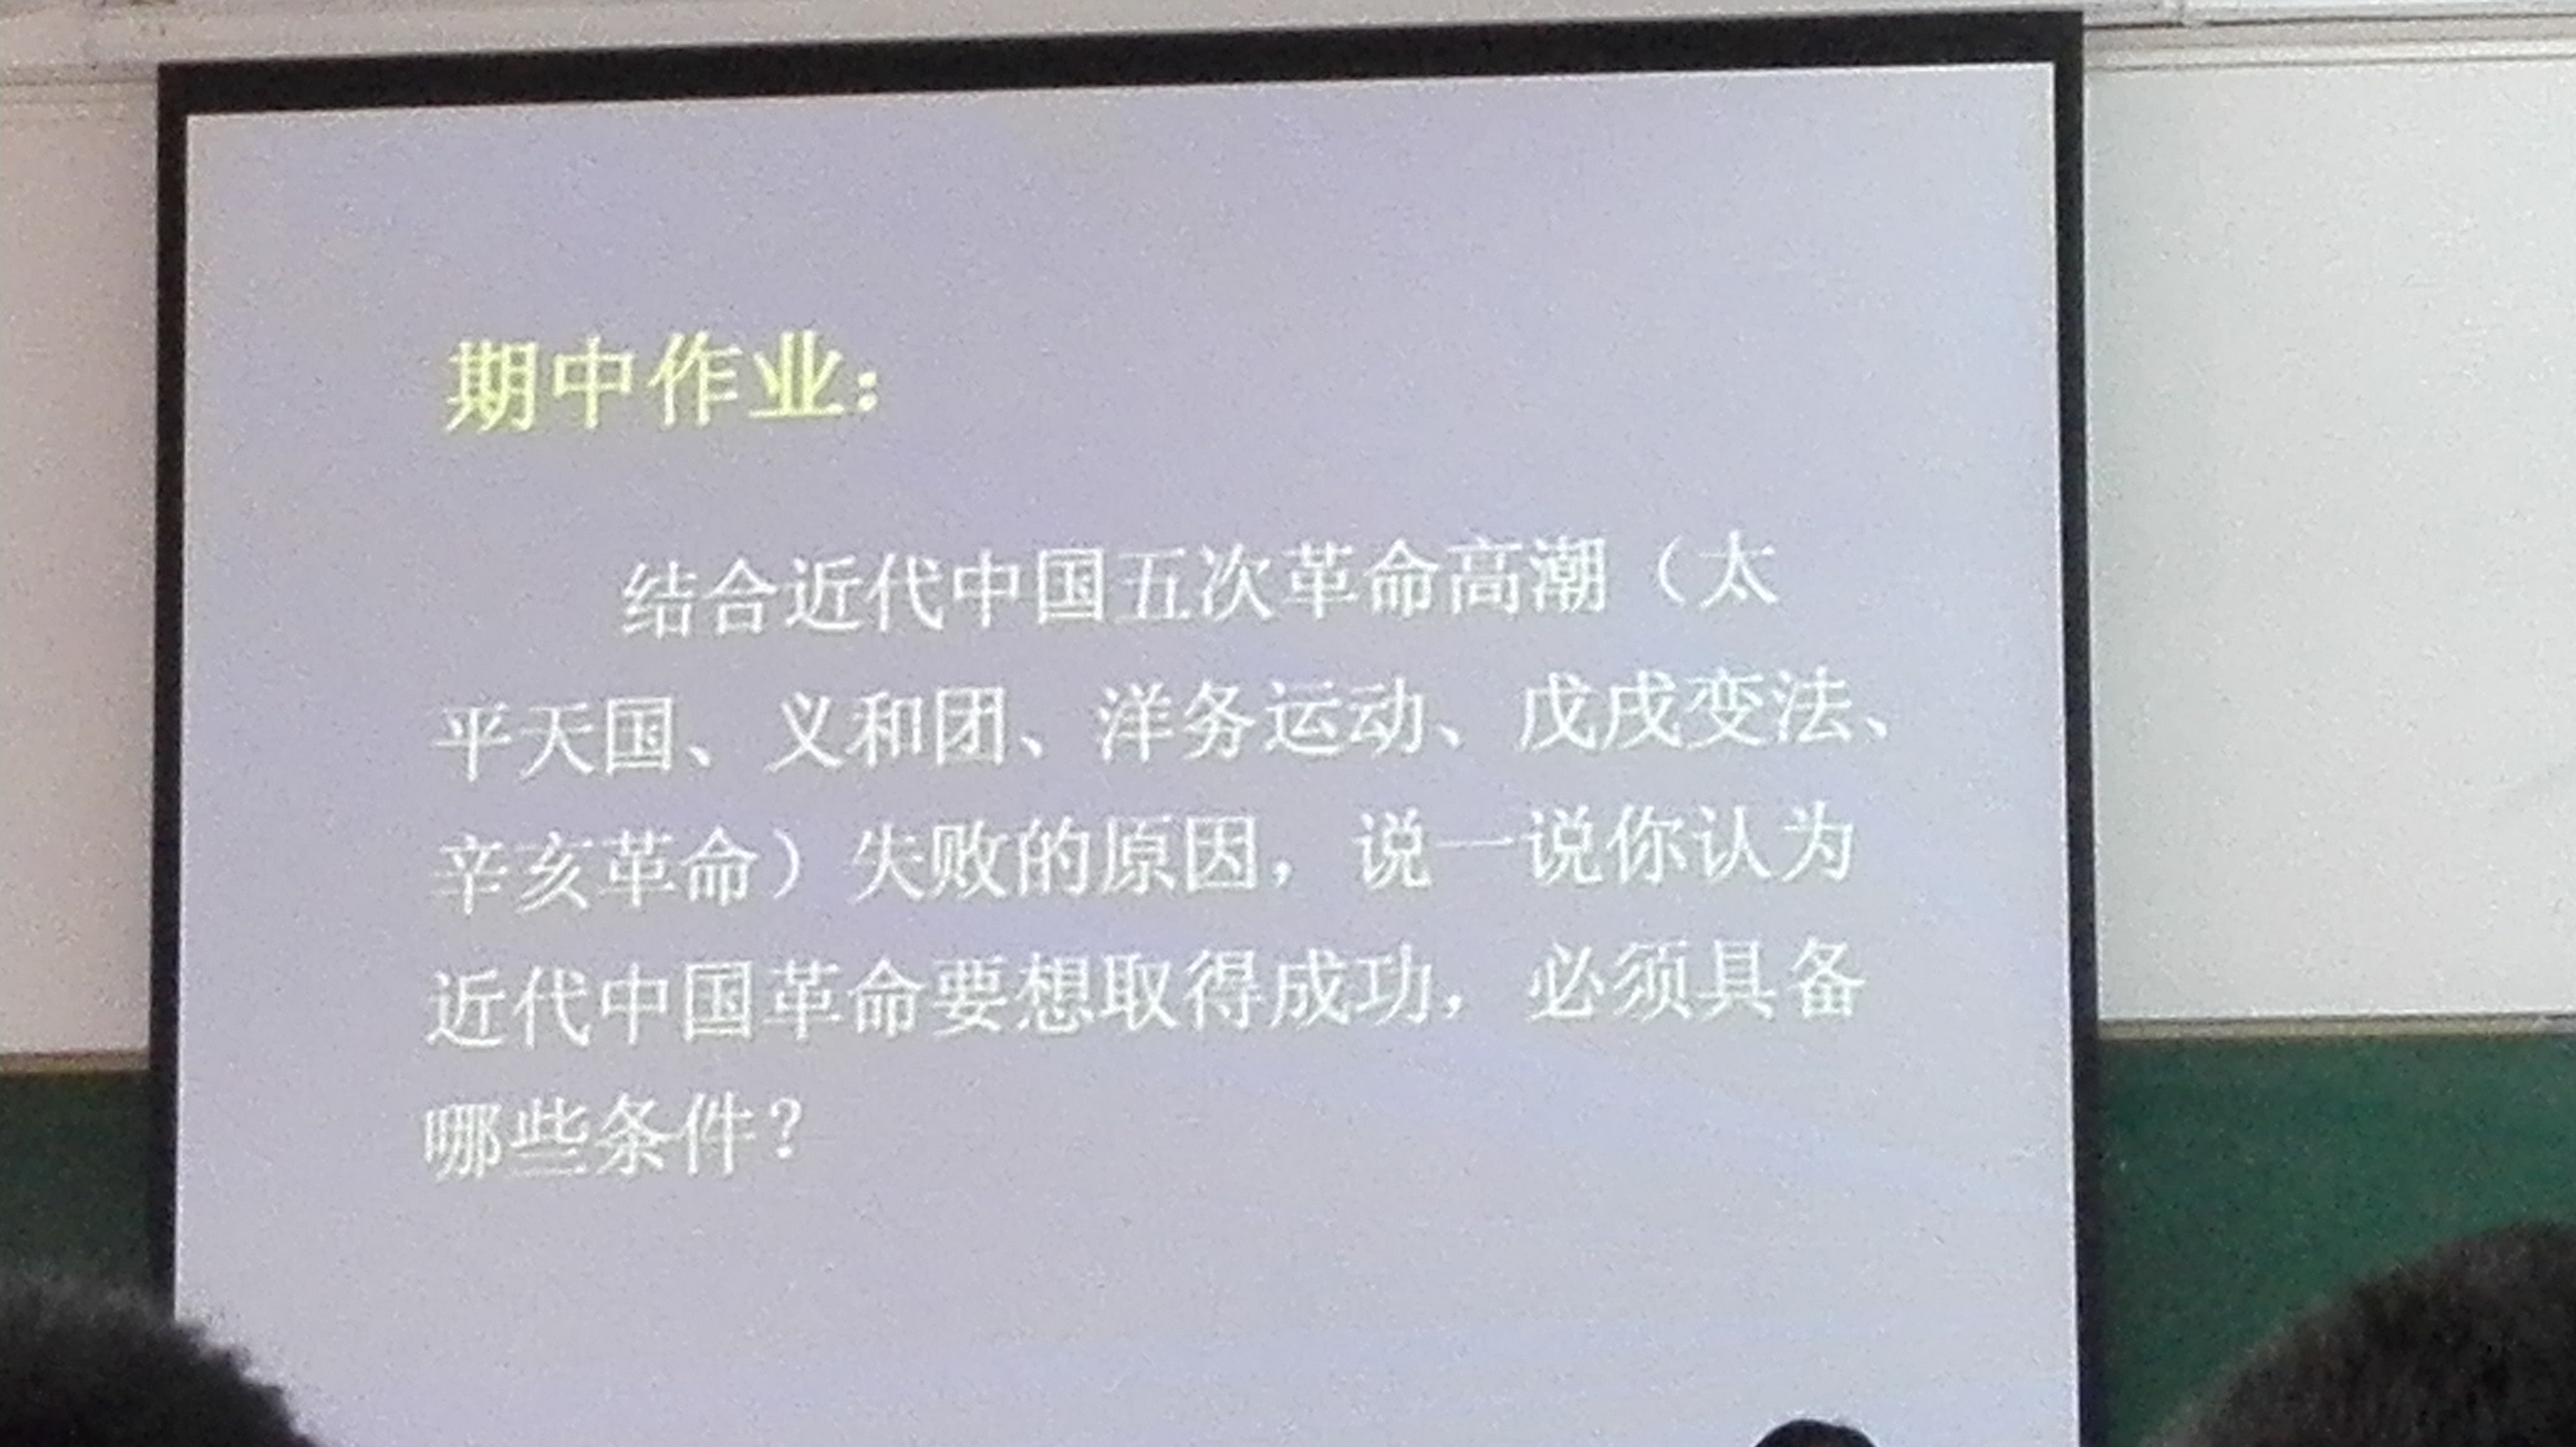 期中作业：
结合近代中国五次革命高潮（太
平天国、义和团、洋务运动、戊戌变法、
辛亥革命）失败的原因，说一说你认为
近代中国革命要想取得成功，必须具备
哪些条件？